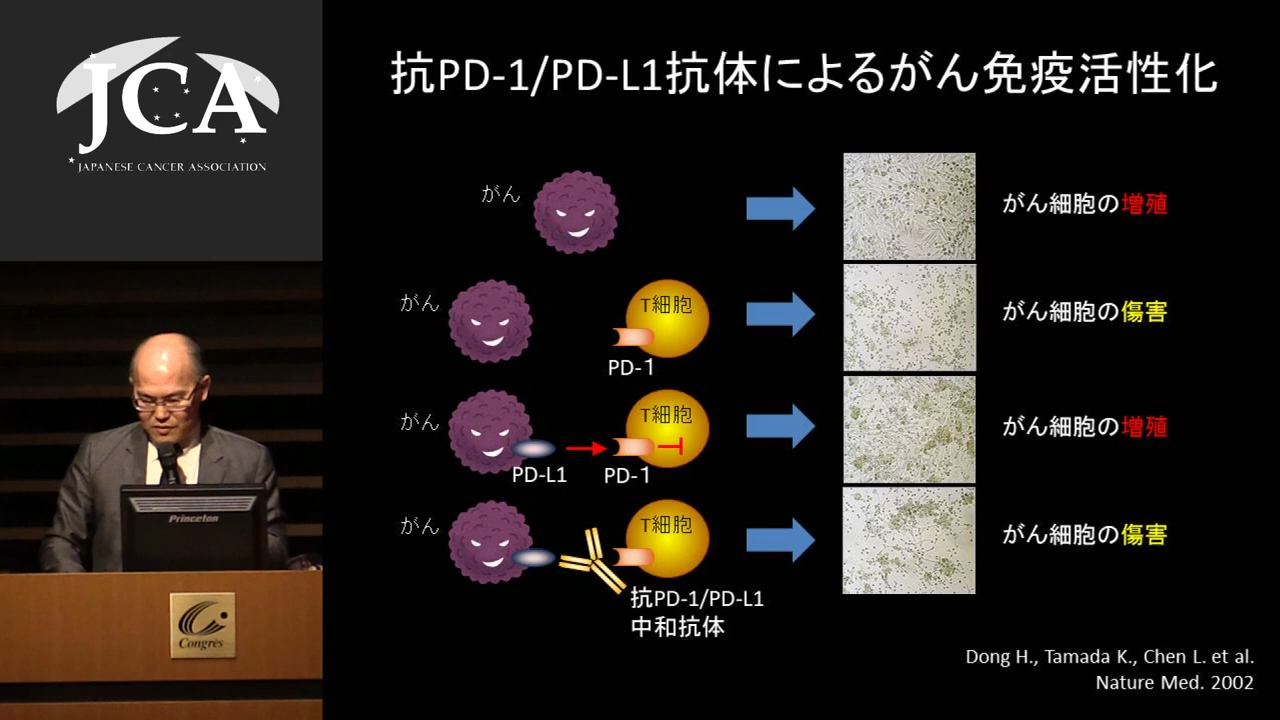 JCA
JAPANESE CANCER ASSOCIATION
抗PD-1/PD-L1抗体によるがん免疫活性化
がん
がん細胞の増殖
がん
T細胞
PD-1
がん細胞の傷害
がん
T細胞
PD-L1
PD-1
がん細胞の増殖
がん
T細胞
抗PD-1/PD-L1
中和抗体
がん細胞の傷害
Dong H., Tamada K., Chen L. et al.
Nature Med. 2002
Princeton
Congrès